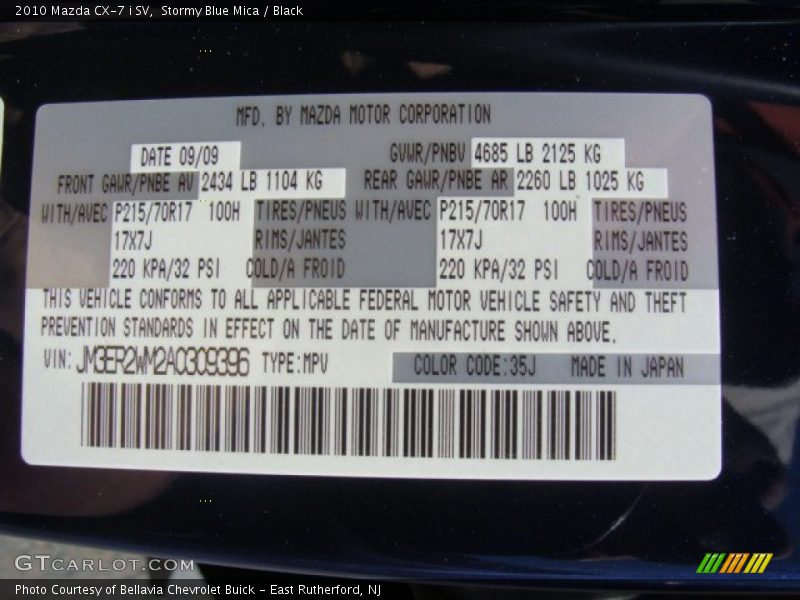 2010 Mazda CX-7 i SV, Stormy Blue Mica / Black
MFD. BY MAZDA MOTOR CORPORATION
DATE 09/09 GVWR/PNBV 4685 LB 2125 KG
FRONT GAWR/PNBE AV 2434 LB 1104 KG REAR GAWR/PNBE AR 2260 LB 1025 KG
WITH/AVEC P215/70R17 100H TIRES/PNEUS WITH/AVEC P215/70R17 100H TIRES/PNEUS
17X7J RIMS/JANTES 17X7J RIMS/JANTES
220 KPA/32 PSI COLD/A FROID 220 KPA/32 PSI COLD/A FROID
THIS VEHICLE CONFORMS TO ALL APPLICABLE FEDERAL MOTOR VEHICLE SAFETY AND THEFT
PREVENTION STANDARDS IN EFFECT ON THE DATE OF MANUFACTURE SHOWN ABOVE.
VIN: JM3ER2WM2A0309396 TYPE:MPV COLOR CODE:35J MADE IN JAPAN
GTCARLOT.COM
Photo Courtesy of Bellavia Chevrolet Buick - East Rutherford, NJ